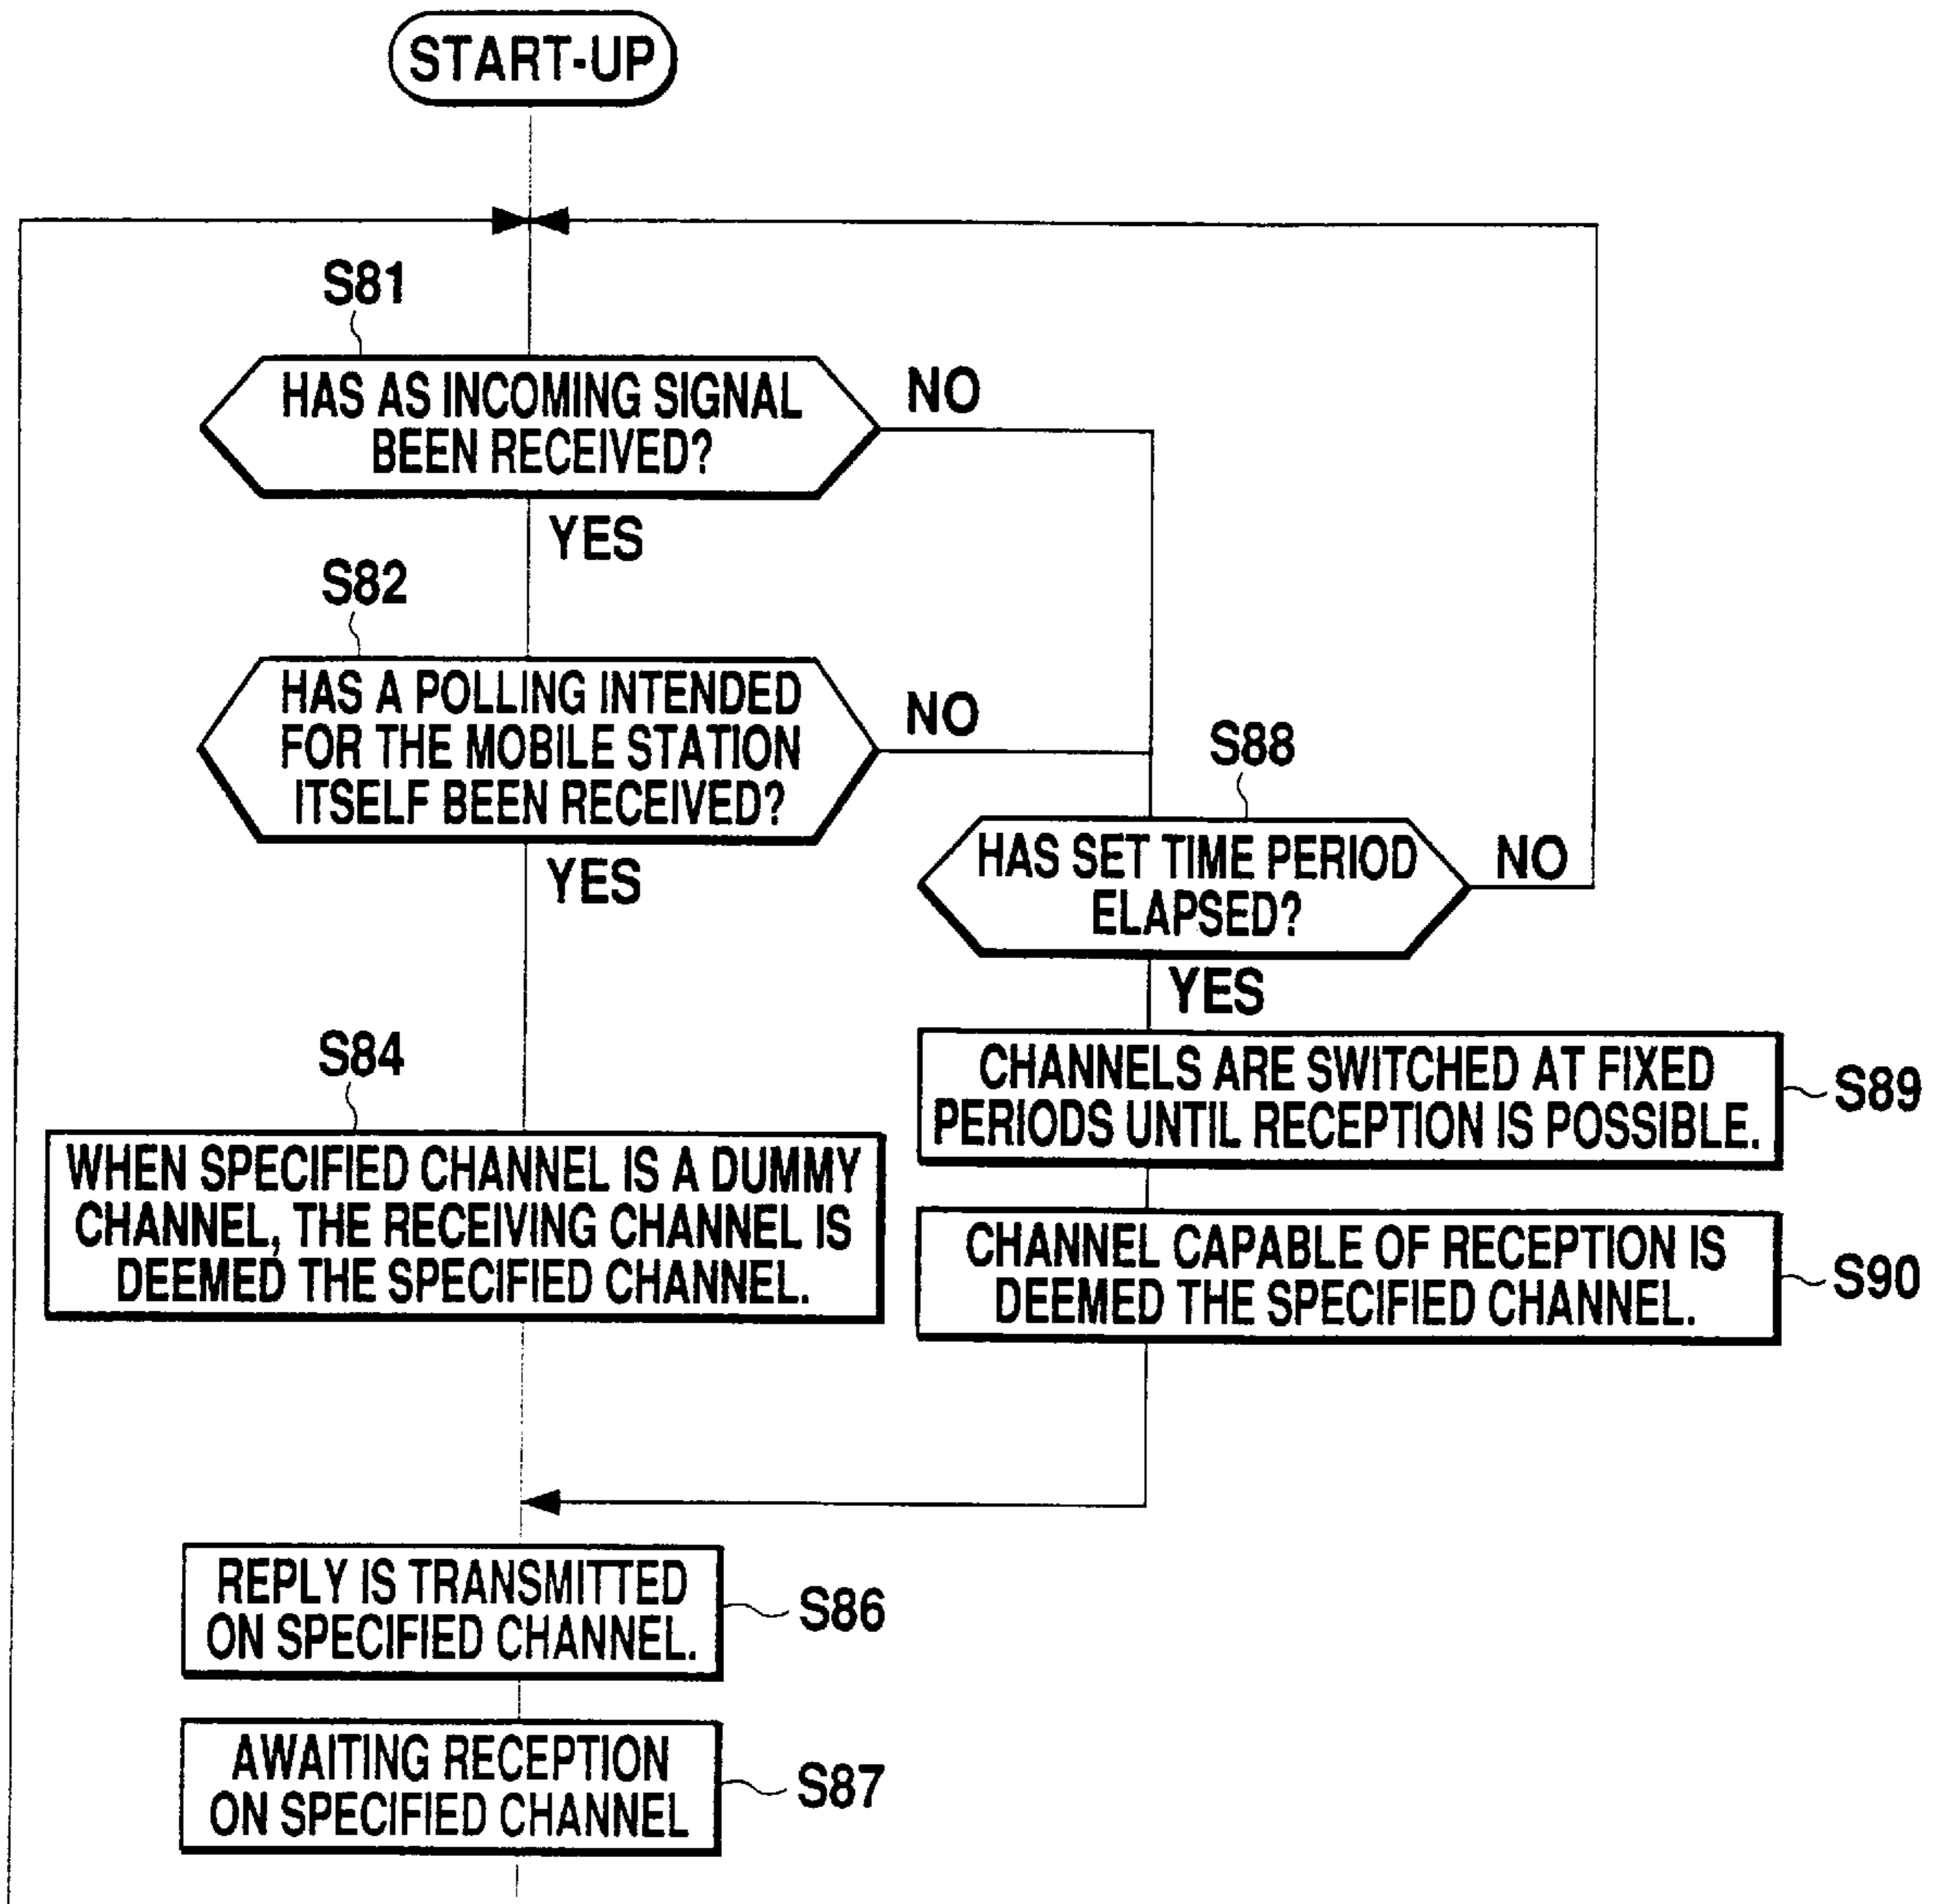 START-UP
S81
HAS AS INCOMING SIGNAL
BEEN RECEIVED?
NO
YES
S82
HAS A POLLING INTENDED
FOR THE MOBILE STATION
ITSELF BEEN RECEIVED?
NO
YES
S88
HAS SET TIME PERIOD
ELAPSED?
NO
YES
S84
WHEN SPECIFIED CHANNEL IS A DUMMY
CHANNEL, THE RECEIVING CHANNEL IS
DEEMED THE SPECIFIED CHANNEL.
CHANNELS ARE SWITCHED AT FIXED
PERIODS UNTIL RECEPTION IS POSSIBLE.
S89
CHANNEL CAPABLE OF RECEPTION IS
DEEMED THE SPECIFIED CHANNEL.
S90
REPLY IS TRANSMITTED
ON SPECIFIED CHANNEL.
S86
AWAITING RECEPTION
ON SPECIFIED CHANNEL
S87